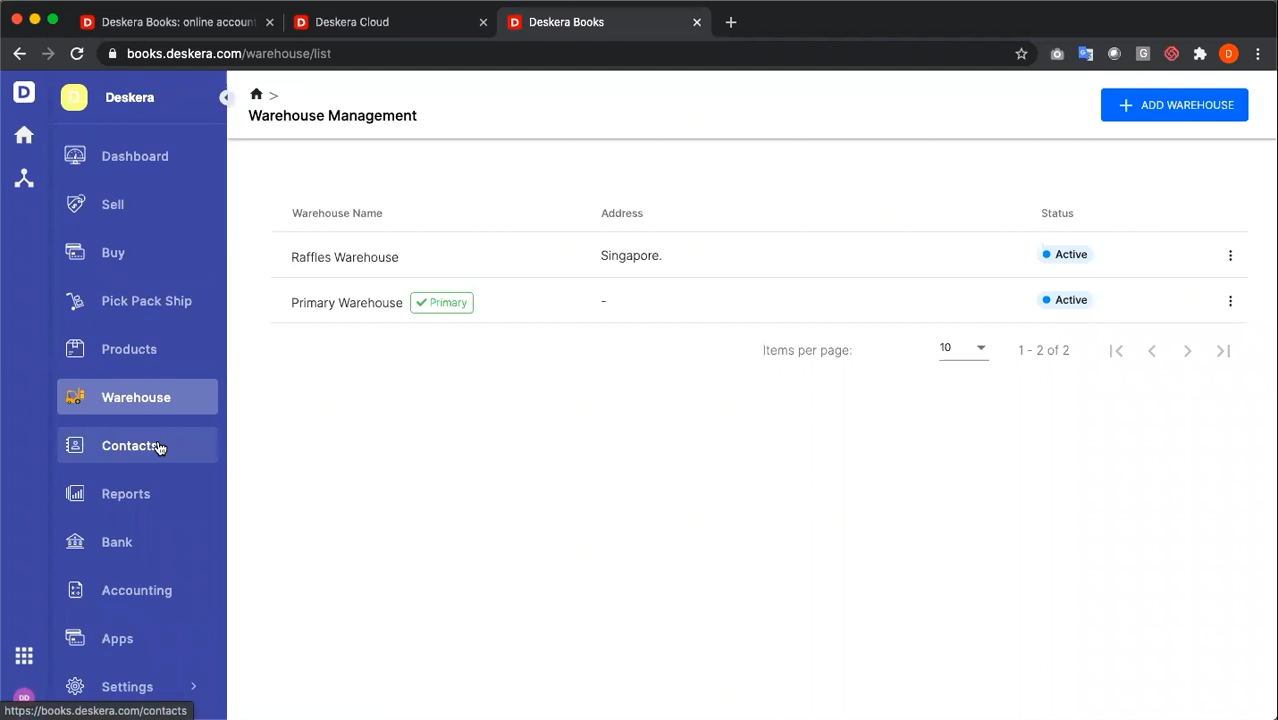 Deskera Books: online account
Deskera Cloud
Deskera Books
books.deskera.com/warehouse/list
D
D
Deskera
Dashboard
Sell
Buy
Pick Pack Ship
Products
Warehouse
Contacts
Reports
Bank
Accounting
Apps
Settings
DD
https://books.deskera.com/contacts
>
Warehouse Management
ADD WAREHOUSE
Warehouse Name Address Status
Raffles Warehouse Singapore. Active
Primary Warehouse Primary - Active
Items per page: 10 1 - 2 of 2